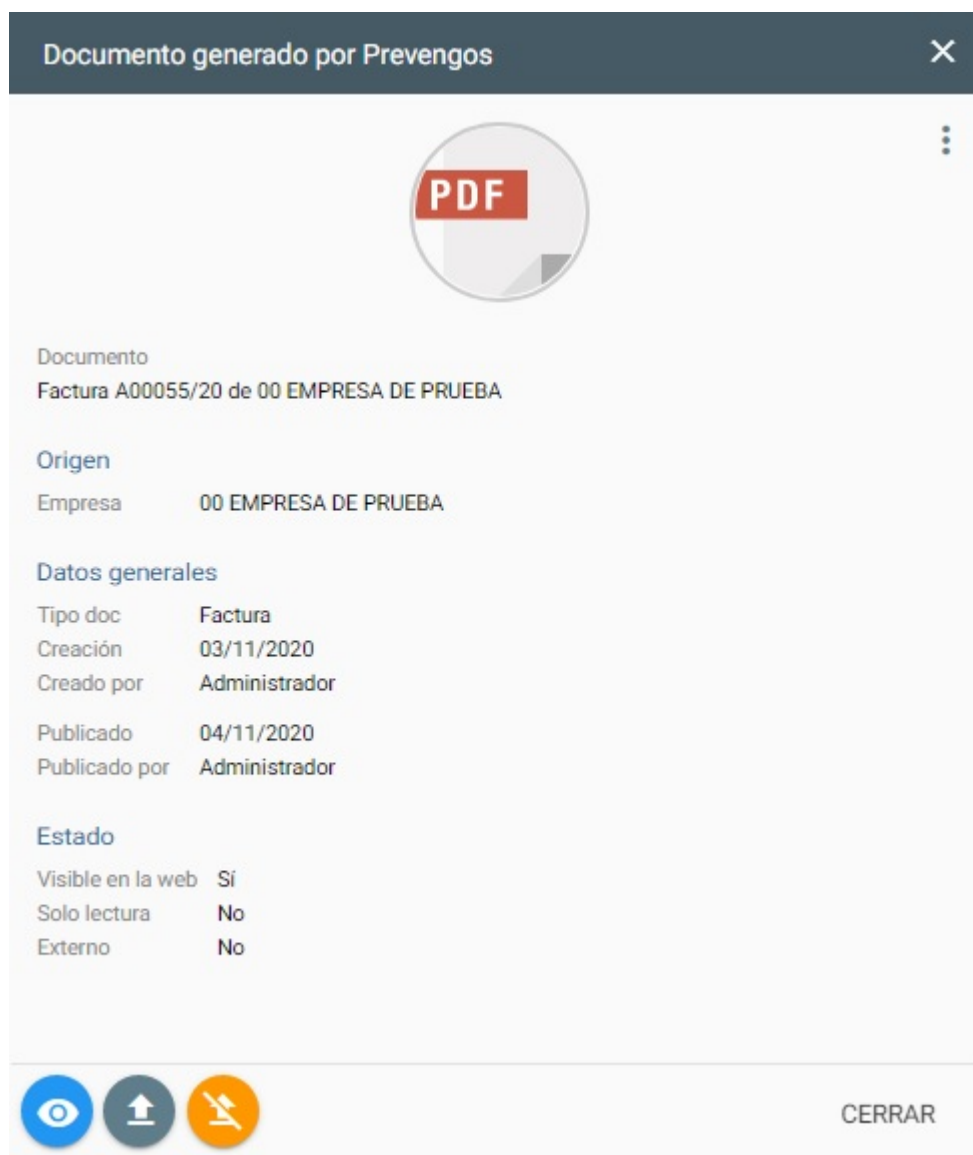 Documento generado por Prevengos
PDF
Documento
Factura A00055/20 de 00 EMPRESA DE PRUEBA
Origen
Empresa 00 EMPRESA DE PRUEBA
Datos generales
Tipo doc Factura
Creación 03/11/2020
Creado por Administrador
Publicado 04/11/2020
Publicado por Administrador
Estado
Visible en la web Sí
Solo lectura No
Externo No
CERRAR